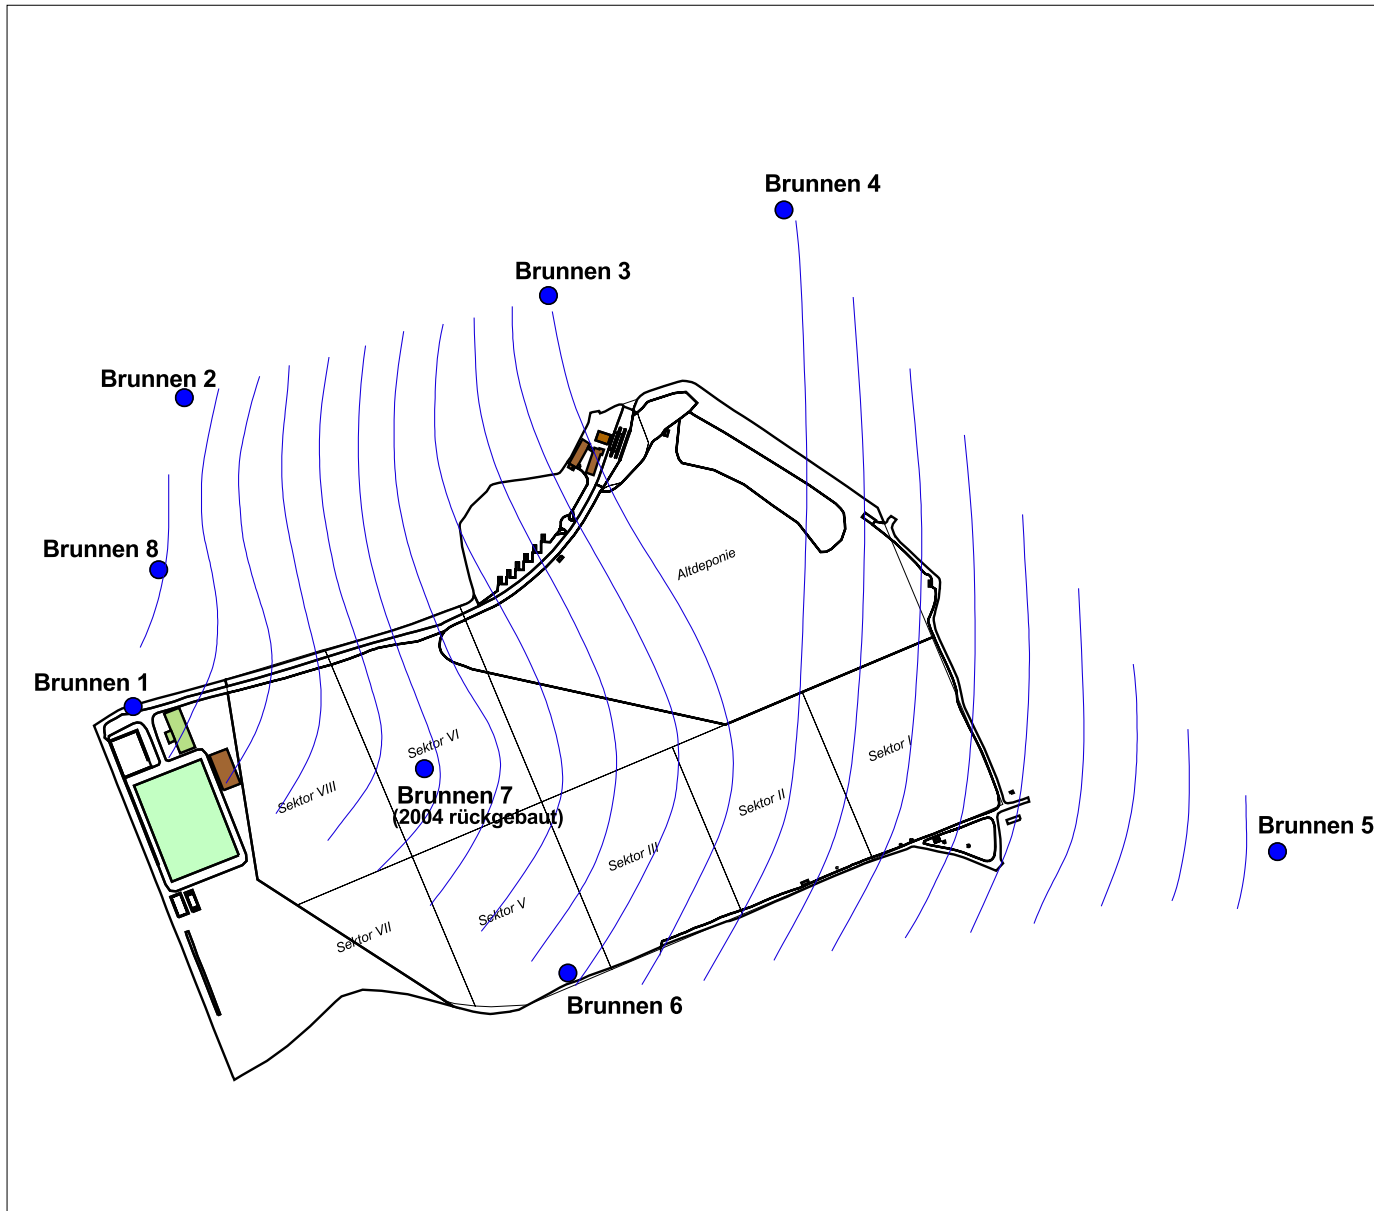 Brunnen 4
Brunnen 3
Brunnen 2
Brunnen 8
Altdeponie
Brunnen 1
Sektor VI
Sektor I
Sektor VIII
Brunnen 7
(2004 rückgebaut)
Sektor II
Brunnen 5
Sektor III
Sektor V
Sektor VII
Brunnen 6